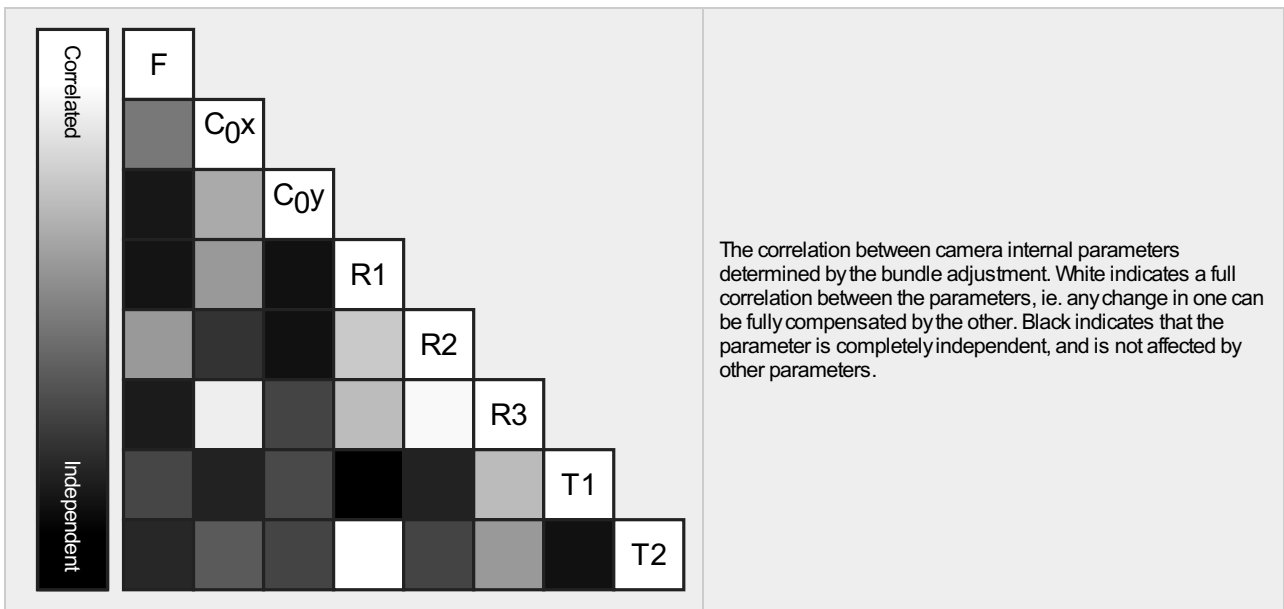 Correlated
Independent
F
C0x
C0y
R1
R2
R3
T1
T2
The correlation between camera internal parameters
determined by the bundle adjustment. White indicates a full
correlation between the parameters, ie. any change in one can
be fully compensated by the other. Black indicates that the
parameter is completely independent, and is not affected by
other parameters.